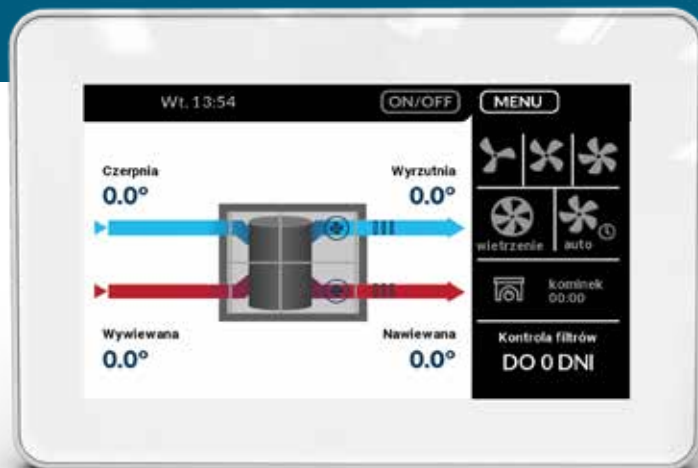 Wt. 13:54
ON/OFF
MENU
Czerpnia
0.0°
Wyrzutnia
0.0°
wietrzenie
auto
kominek
00:00
Wywiewana
0.0°
Nawiewana
0.0°
Kontrola filtrów
DO 0 DNI